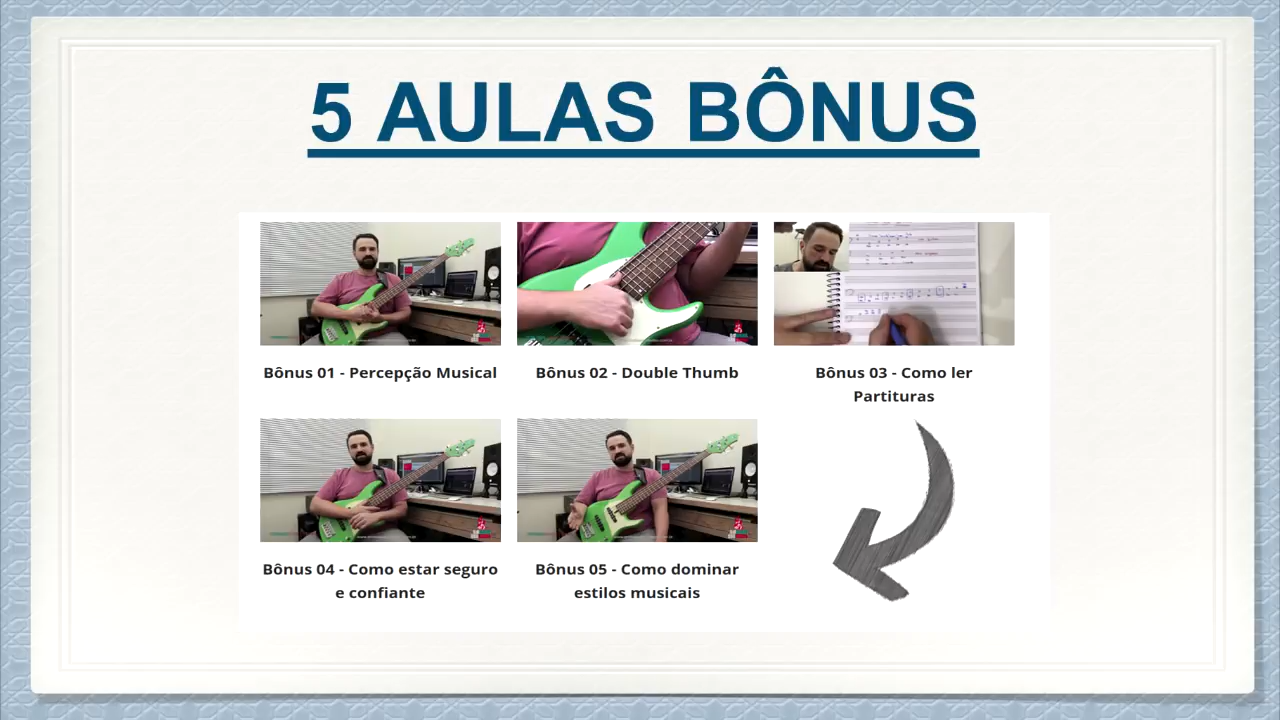 5 AULAS BÔNUS
Bônus 01 - Percepção Musical
Bônus 02 - Double Thumb
Bônus 03 - Como ler
Partituras
Bônus 04 - Como estar seguro
e confiante
Bônus 05 - Como dominar
estilos musicais